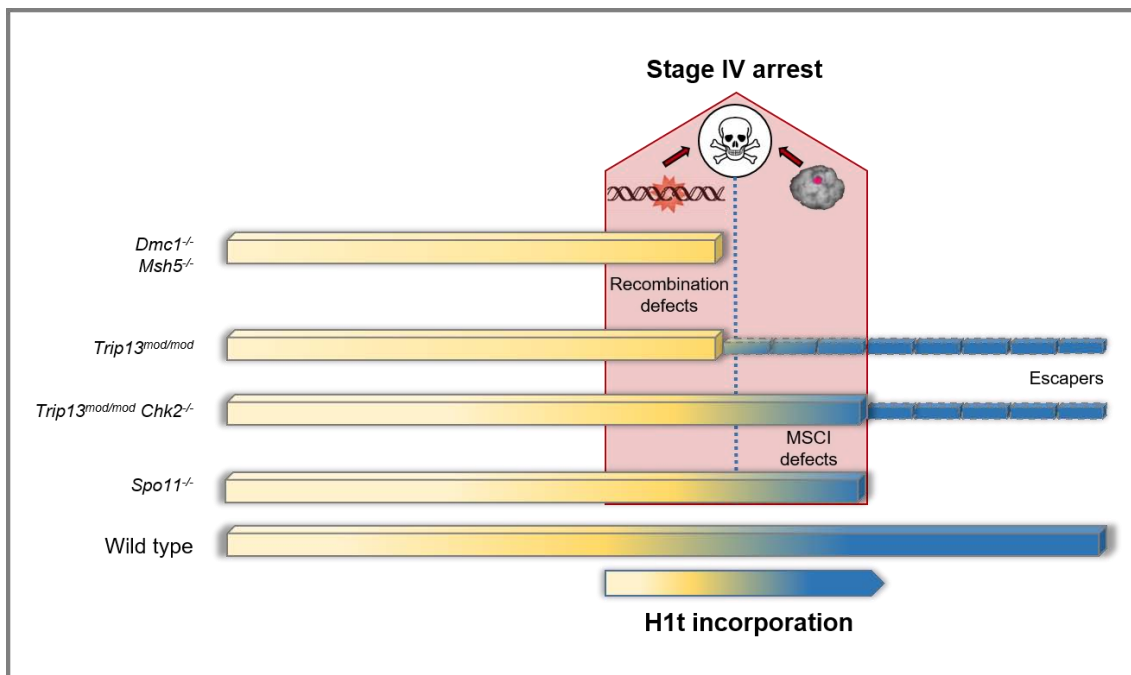 Stage IV arrest
Dmc1-/-
Msh5-/-
Recombination
defects
Trip13mod/mod
Escapers
Trip13mod/mod Chk2-/-
MSCI
defects
Spo11-/-
Wild type
H1t incorporation